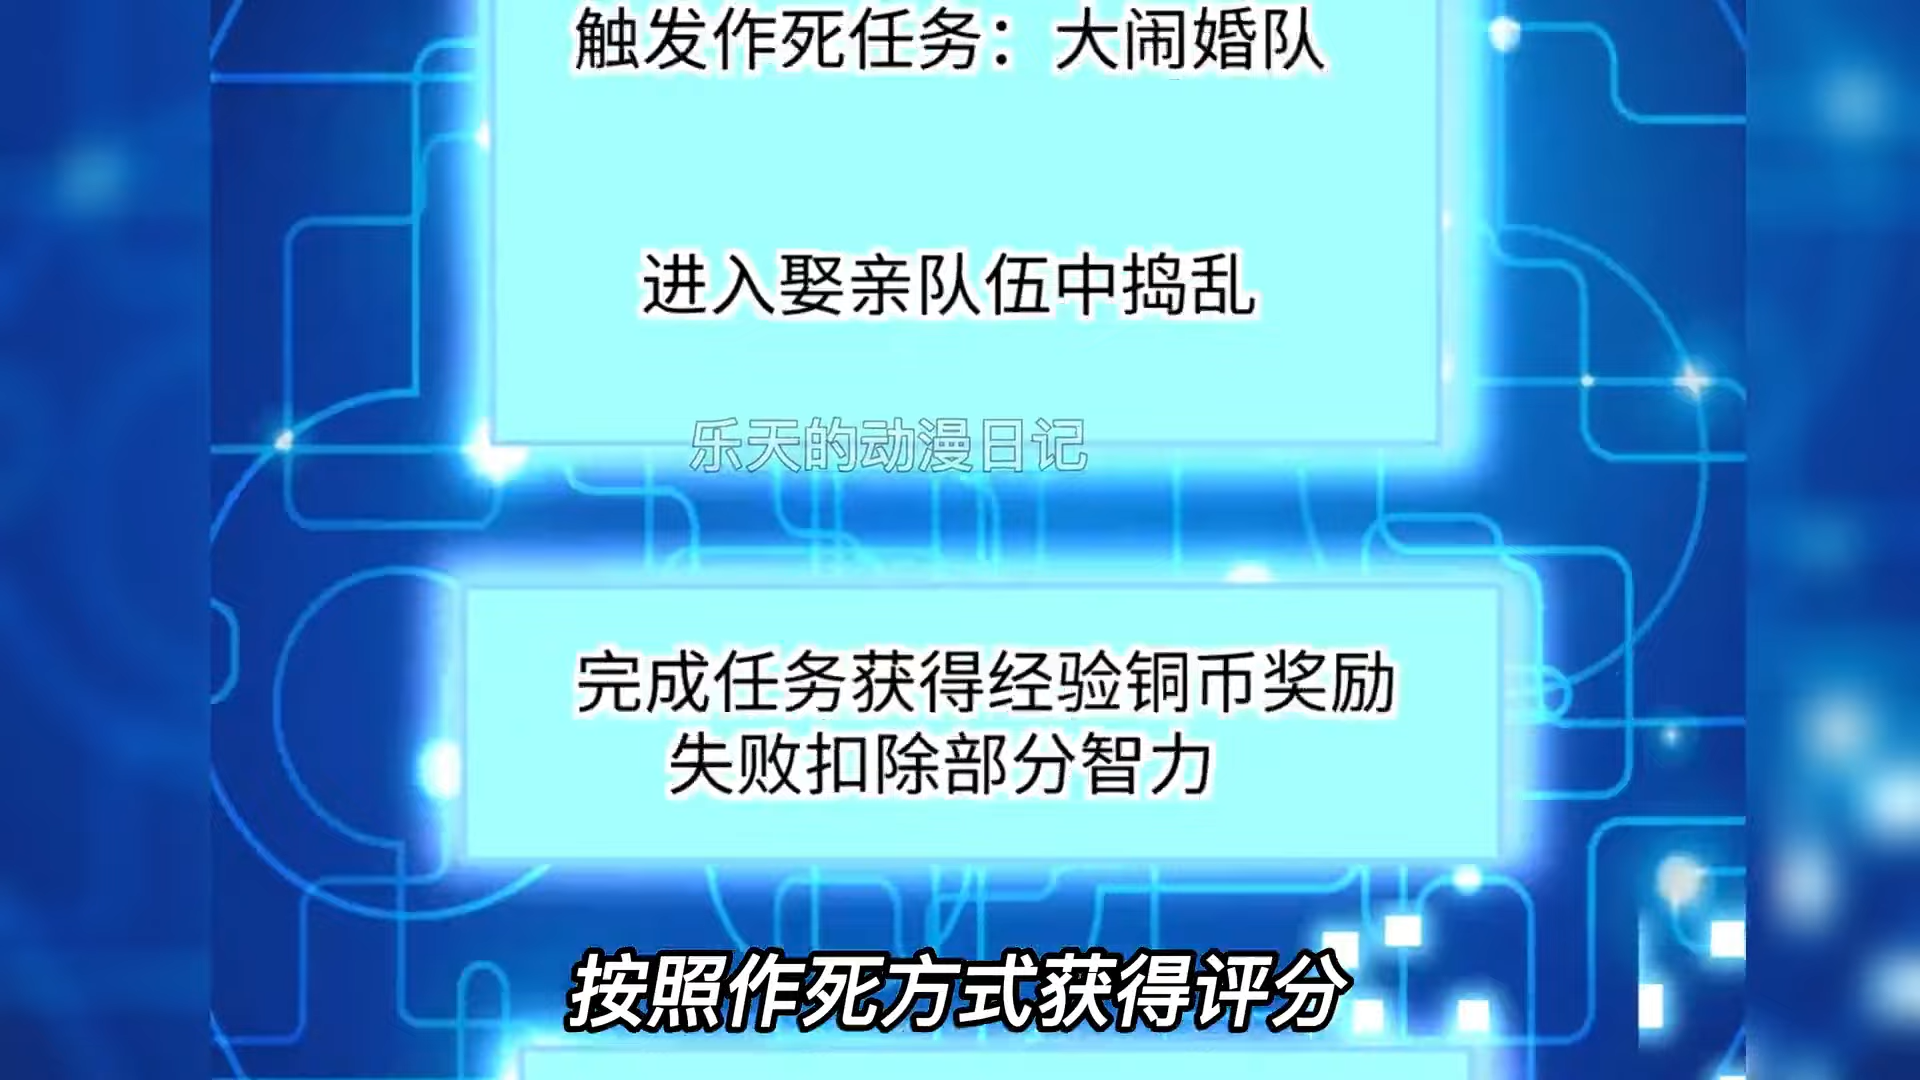 触发作死任务：大闹婚队
进入娶亲队伍中捣乱
乐天的动漫日记
完成任务获得经验铜币奖励
失败扣除部分智力
按照作死方式获得评分